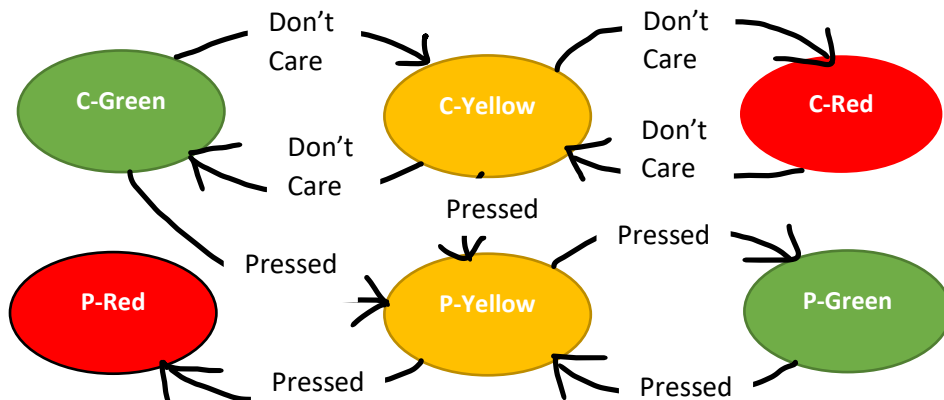 Don't
Care
Don't
Care
C-Green
C-Yellow
C-Red
Don't
Care
Don't
Care
Pressed
Pressed
Pressed
P-Red
P-Yellow
P-Green
Pressed
Pressed